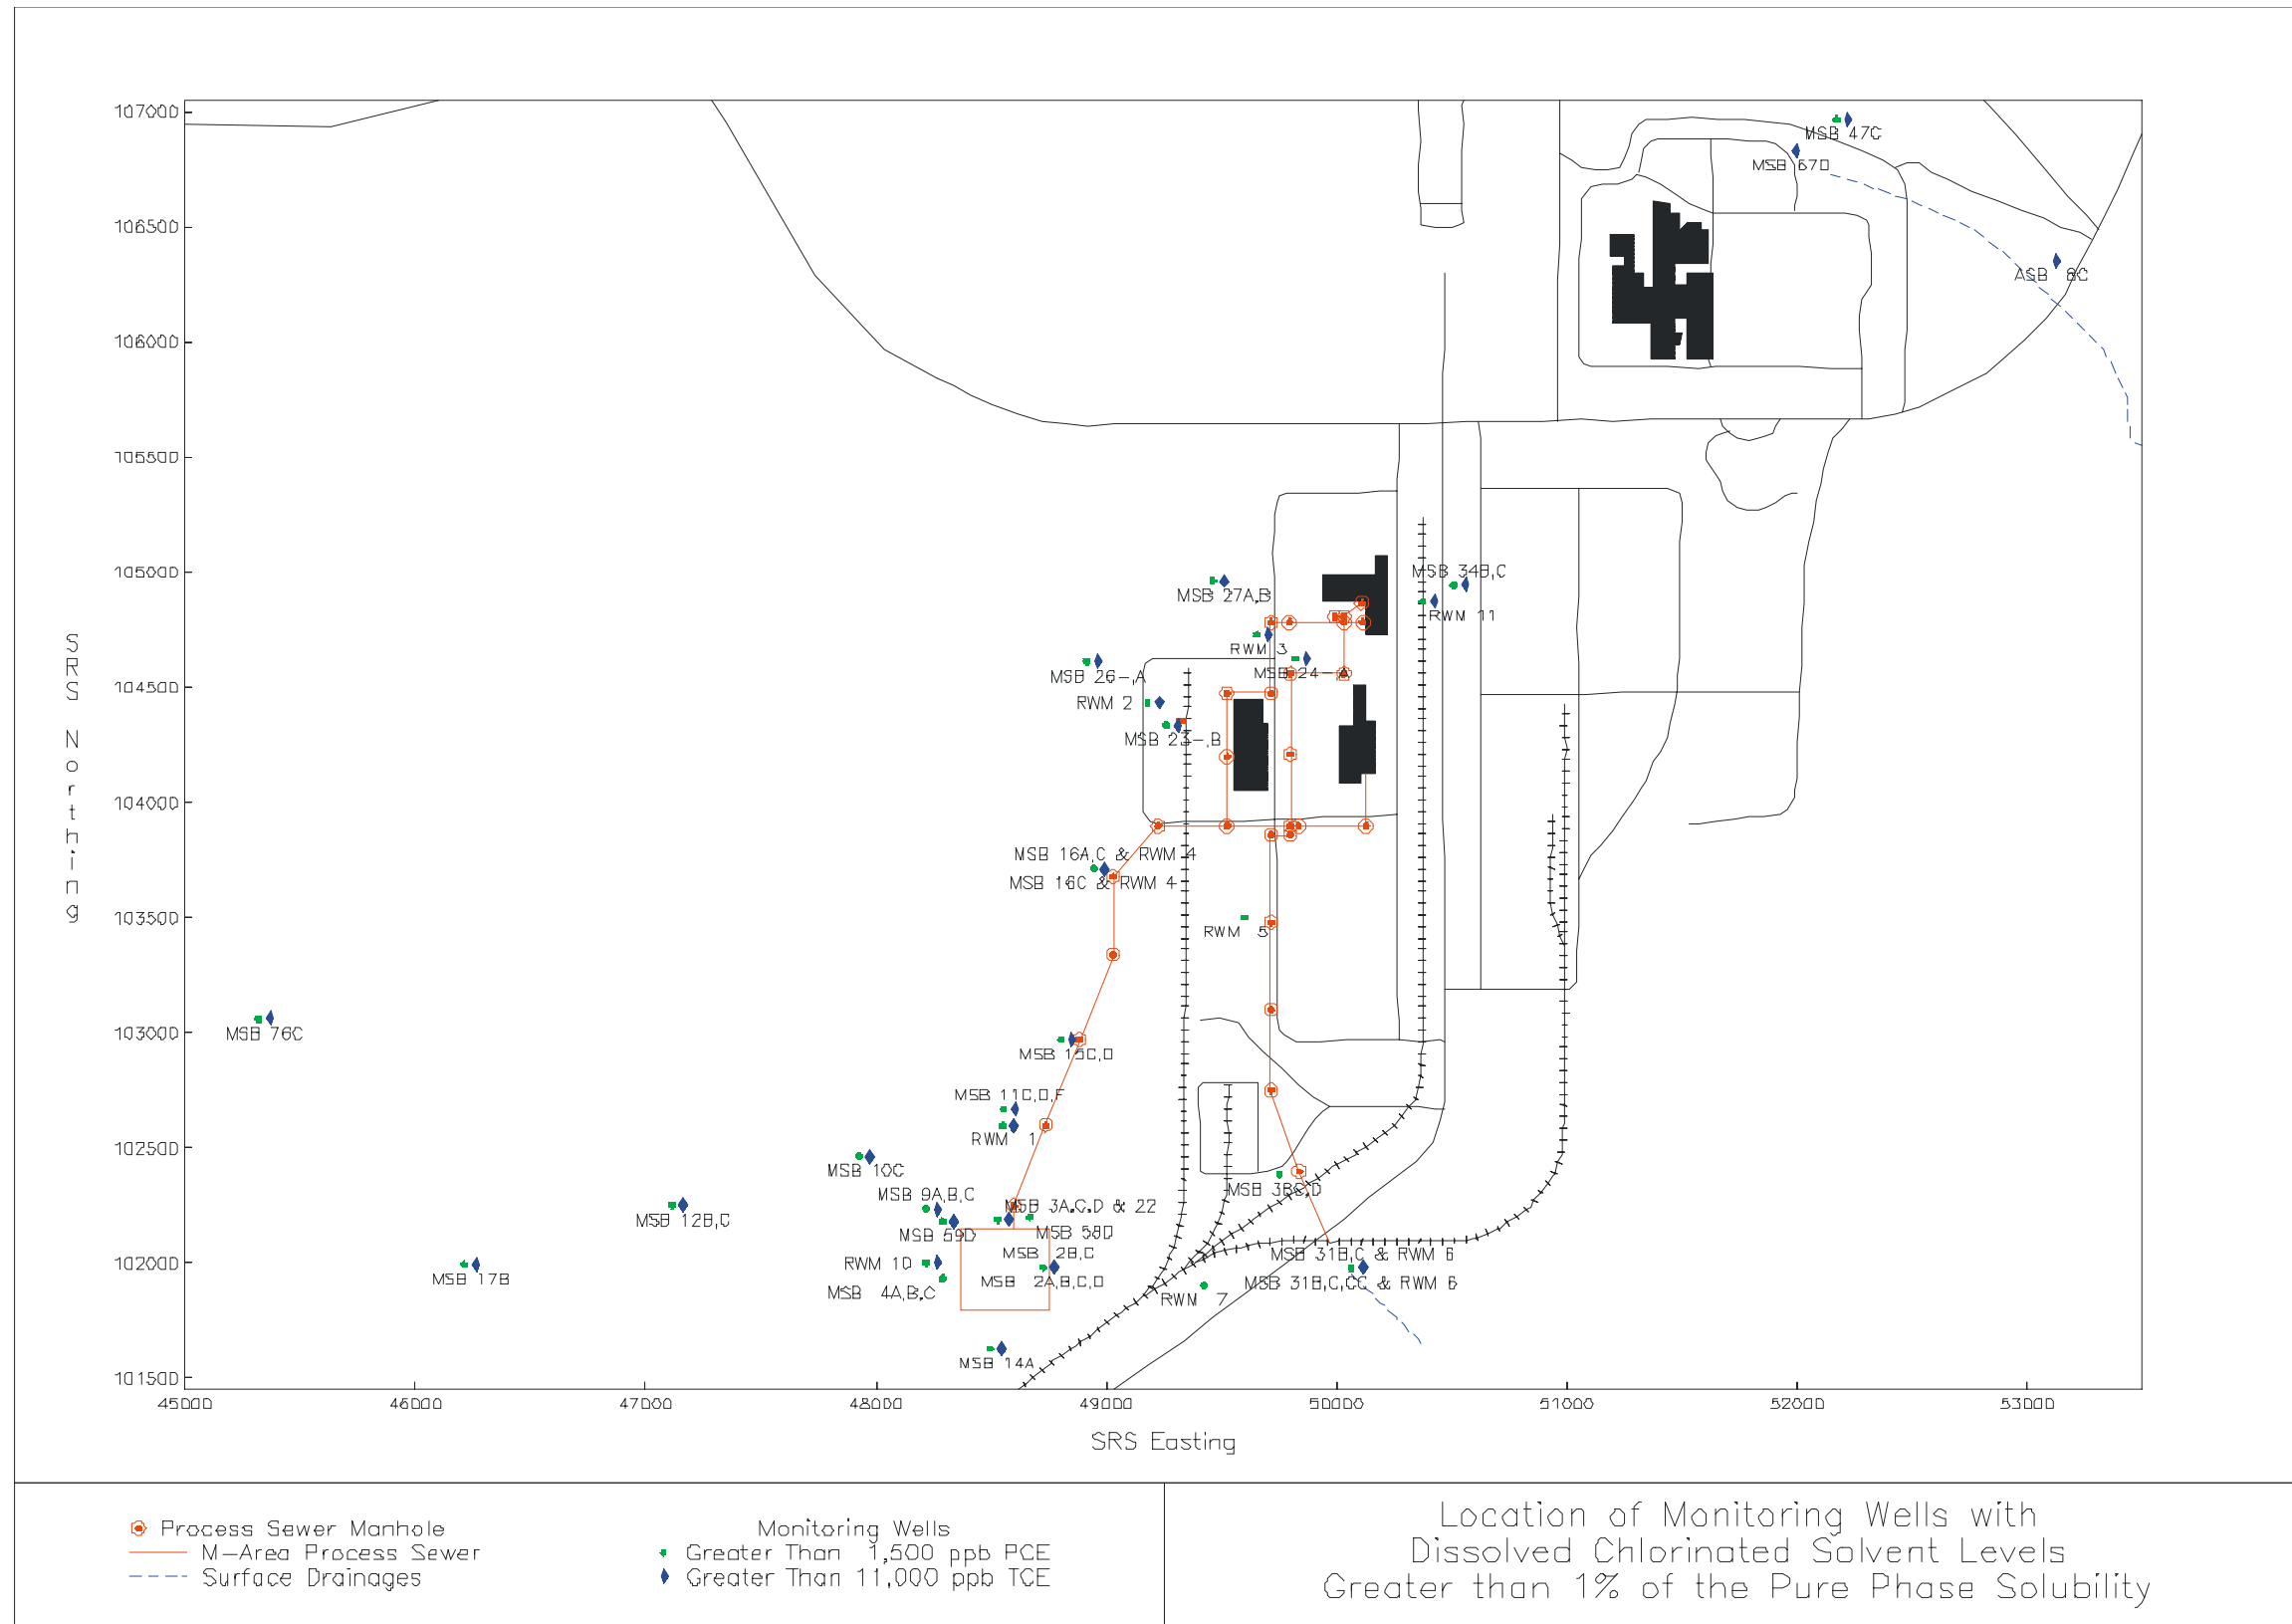 107000
106500
106000
105500
105000
104500
104000
103500
103000
102500
102000
101500
SRS Northing
45000
46000
47000
48000
49000
50000
51000
52000
53000
SRS Easting
MSB 47C
MSB 67D
ASB 8C
MSB 34B,C
RWM 11
MSB 27A,B
RWM 3
MSB 24-,A
MSB 26-,A
RWM 2
MSB 23-,B
MSB 16A,C & RWM 4
MSB 16C & RWM 4
RWM 5
MSB 76C
MSB 15C,D
MSB 11C,D,F
RWM 1
MSB 10C
MSB 9A,B,C
MSB 3A,C,D & 22
MSB 3B,C,D
MSB 12B,C
MSB 59D
MSB 58D
MSB 2B,C
MSB 31B,C & RWM 6
RWM 10
MSB 17B
MSB 2A,B,C,D
MSB 31B,C,CC & RWM 6
MSB 4A,B,C
RWM 7
MSB 14A
Process Sewer Manhole
M-Area Process Sewer
Surface Drainages
Monitoring Wells
Greater Than 1,500 ppb PCE
Greater Than 11,000 ppb TCE
Location of Monitoring Wells with
Dissolved Chlorinated Solvent Levels
Greater than 1% of the Pure Phase Solubility